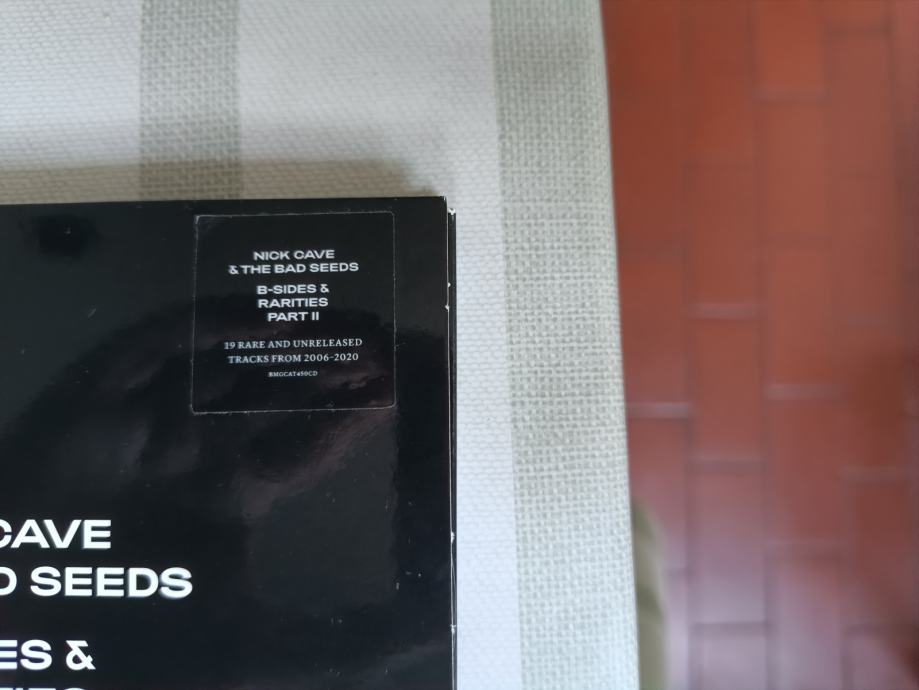 NICK CAVE
& THE BAD SEEDS
B-SIDES &
RARITIES
PART II
19 RARE AND UNRELEASED
TRACKS FROM 2006–2020
BMGCAT450CD
CAVE
D SEEDS
ES &